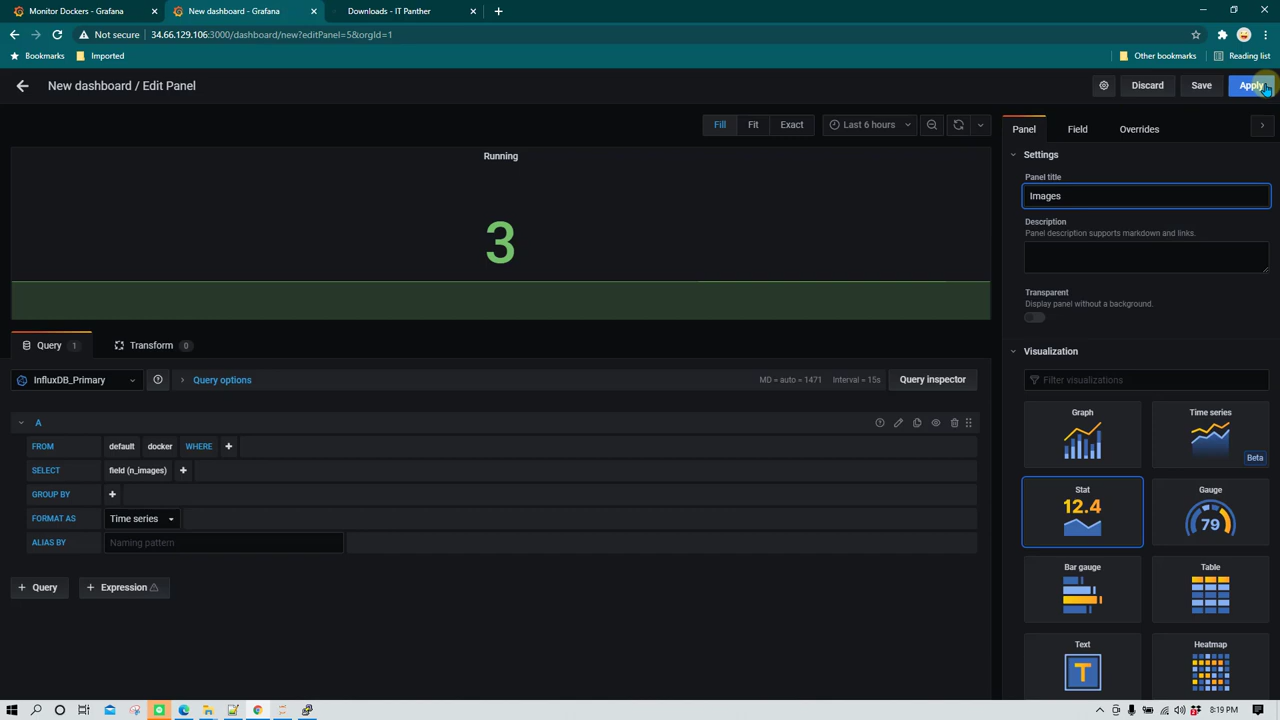 Monitor Dockers - Grafana
New dashboard - Grafana
Downloads - IT Panther
Not secure
34.66.129.106:3000/dashboard/new?editPanel=5&orgId=1
Bookmarks
Imported
Other bookmarks
Reading list
New dashboard / Edit Panel
Discard
Save
Apply
Fill
Fit
Exact
Last 6 hours
Panel
Field
Overrides
Running
3
Settings
Panel title
Images
Description
Panel description supports markdown and links.
Transparent
Display panel without a background.
Query 1
Transform 0
InfluxDB_Primary
Query options
MD = auto = 1471
Interval = 15s
Query inspector
A
FROM default docker WHERE +
SELECT field (n_images) +
GROUP BY +
FORMAT AS Time series
ALIAS BY Naming pattern
+ Query
+ Expression
Visualization
Filter visualizations
Graph
Time series
Beta
Stat
12.4
Gauge
79
Bar gauge
Table
Text
T
Heatmap
8:19 PM